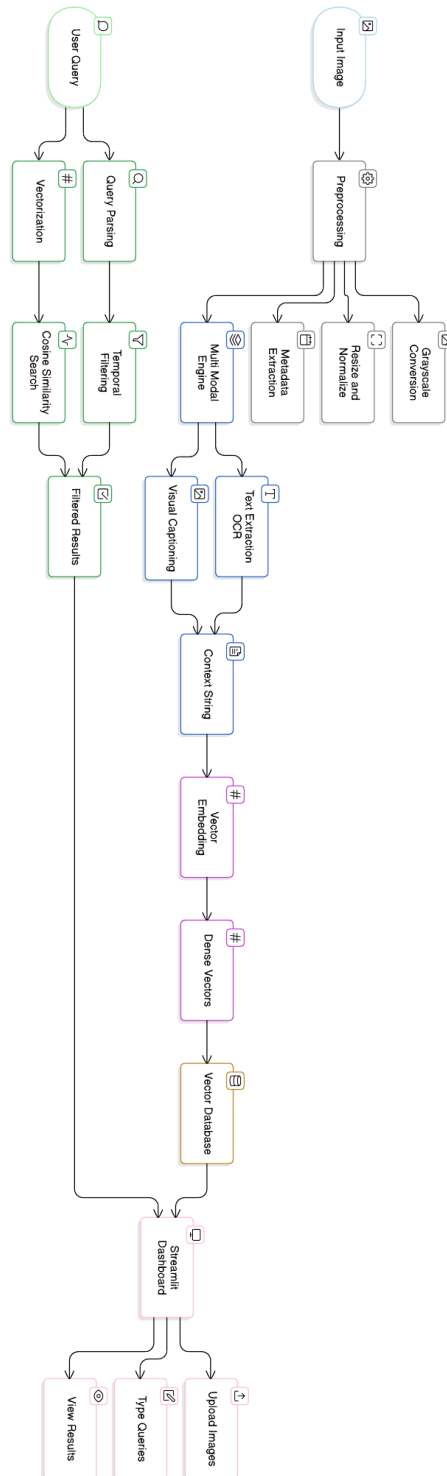 Input Image
Preprocessing
Grayscale
Conversion
Resize and
Normalize
Metadata
Extraction
Multi Modal
Engine
Text Extraction
OCR
Visual Captioning
Context String
Vector
Embedding
Dense Vectors
Vector Database
User Query
Query Parsing
Vectorization
Temporal
Filtering
Cosine Similarity
Search
Filtered Results
Streamlit
Dashboard
Upload Images
Type Queries
View Results